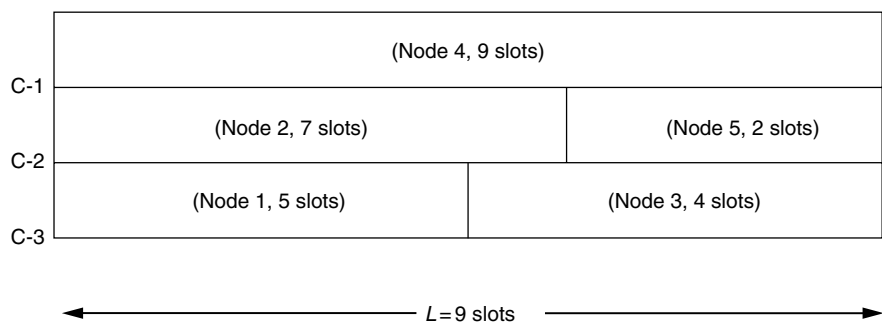 (Node 4, 9 slots)
C-1
(Node 2, 7 slots) (Node 5, 2 slots)
C-2
(Node 1, 5 slots) (Node 3, 4 slots)
C-3
L=9 slots